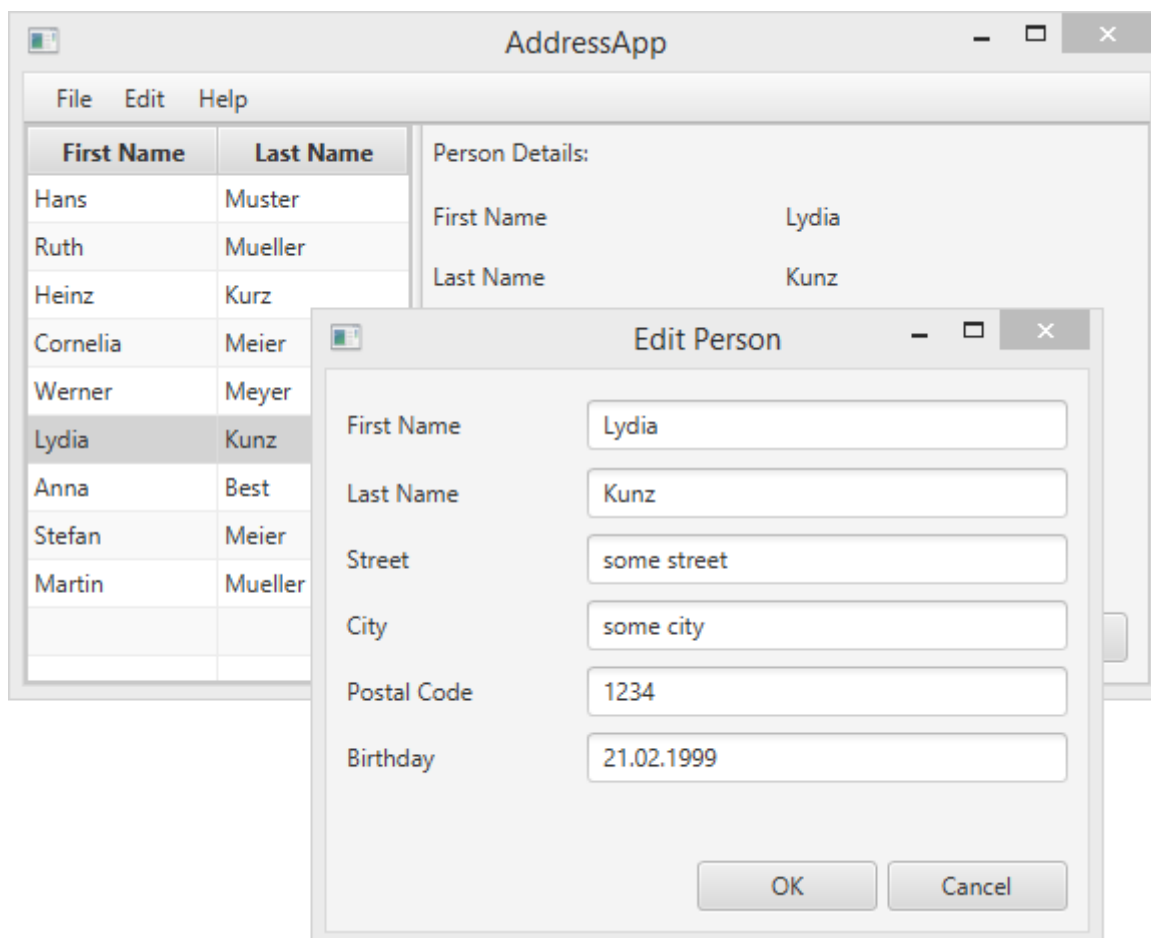 AddressApp
File Edit Help
First Name Last Name
Hans Muster
Ruth Mueller
Heinz Kurz
Cornelia Meier
Werner Meyer
Lydia Kunz
Anna Best
Stefan Meier
Martin Mueller
Person Details:
First Name Lydia
Last Name Kunz
Edit Person
First Name Lydia
Last Name Kunz
Street some street
City some city
Postal Code 1234
Birthday 21.02.1999
OK Cancel